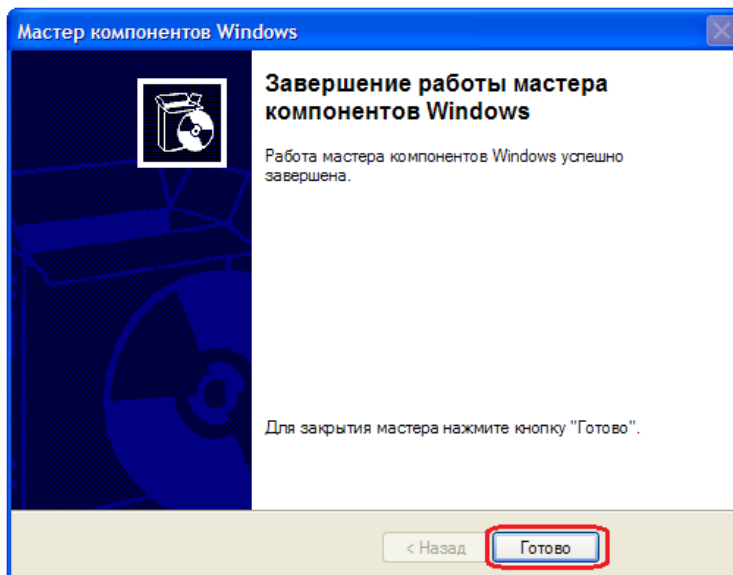 Мастер компонентов Windows
Завершение работы мастера
компонентов Windows
Работа мастера компонентов Windows успешно
завершена.
Для закрытия мастера нажмите кнопку "Готово".
< Назад
Готово